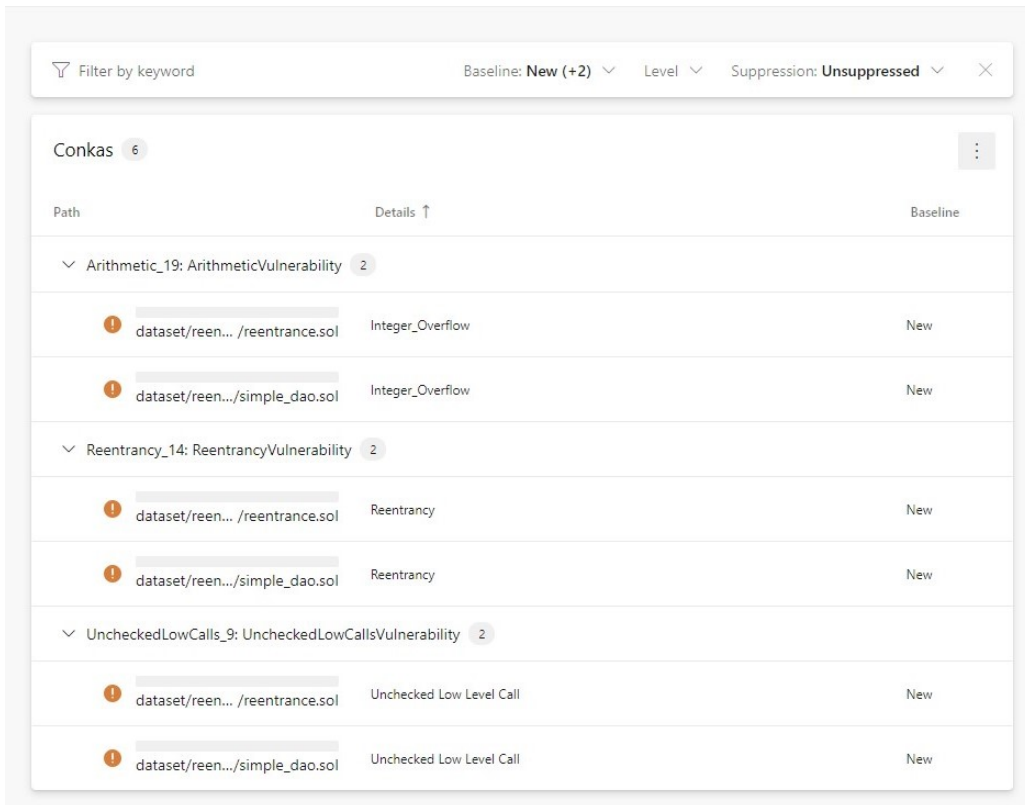 Filter by keyword Baseline: New (+2) Level Suppression: Unsuppressed
Conkas 6
Path Details ↑ Baseline
Arithmetic_19: ArithmeticVulnerability 2
dataset/reen... /reentrance.sol Integer_Overflow New
dataset/reen.../simple_dao.sol Integer_Overflow New
Reentrancy_14: ReentrancyVulnerability 2
dataset/reen... /reentrance.sol Reentrancy New
dataset/reen.../simple_dao.sol Reentrancy New
UncheckedLowCalls_9: UncheckedLowCallsVulnerability 2
dataset/reen... /reentrance.sol Unchecked Low Level Call New
dataset/reen.../simple_dao.sol Unchecked Low Level Call New